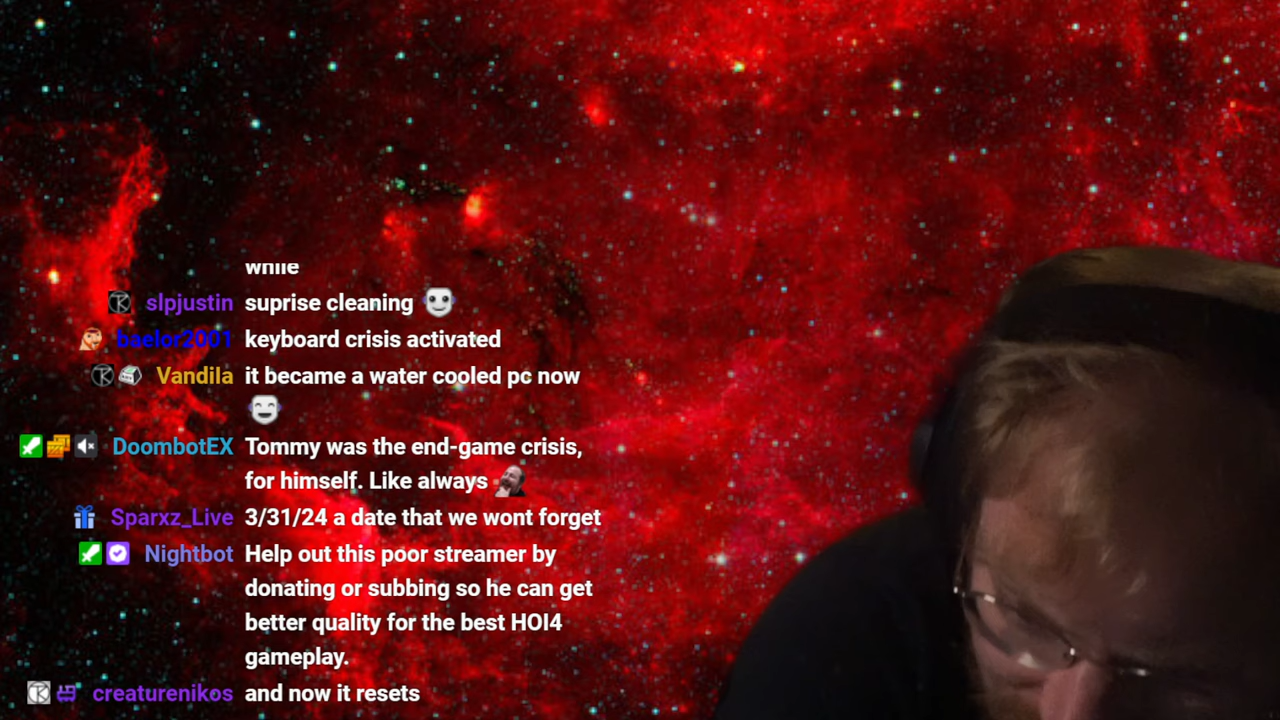 while
slpjustin suprise cleaning
baelor2001 keyboard crisis activated
Vandila it became a water cooled pc now
DoombotEX Tommy was the end-game crisis,
for himself. Like always
Sparxz_Live 3/31/24 a date that we wont forget
Nightbot Help out this poor streamer by
donating or subbing so he can get
better quality for the best HOI4
gameplay.
creaturenikos and now it resets